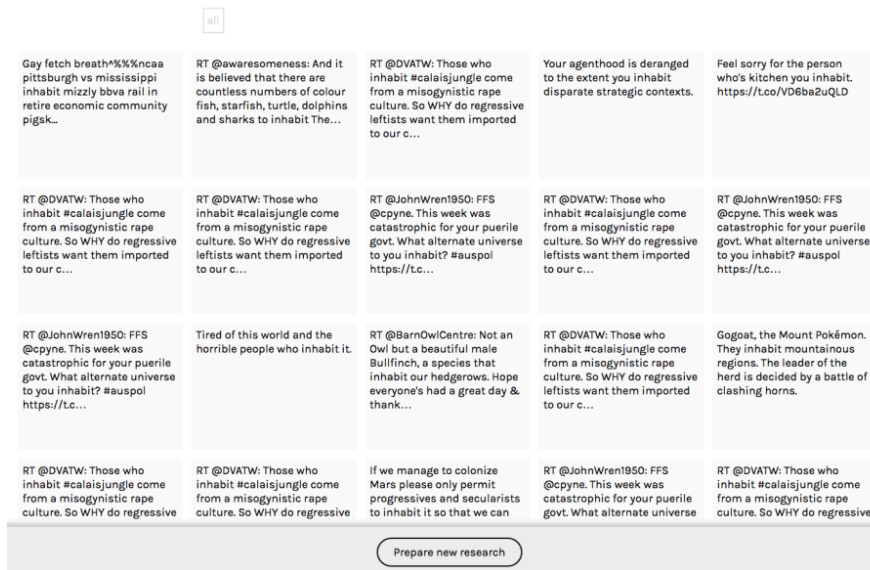 all
Gay fetch breath^%%%ncaa
pittsburgh vs mississippi
inhabit mizzly bbva rail in
retire economic community
pigsk...
RT @awaresomeness: And it
is believed that there are
countless numbers of colour
fish, starfish, turtle, dolphins
and sharks to inhabit The...
RT @DVATW: Those who
inhabit #calaisjungle come
from a misogynistic rape
culture. So WHY do regressive
leftists want them imported
to our c...
Your agenthood is deranged
to the extent you inhabit
disparate strategic contexts.
Feel sorry for the person
who's kitchen you inhabit.
https://t.co/VD6ba2uQLD
RT @DVATW: Those who
inhabit #calaisjungle come
from a misogynistic rape
culture. So WHY do regressive
leftists want them imported
to our c...
RT @DVATW: Those who
inhabit #calaisjungle come
from a misogynistic rape
culture. So WHY do regressive
leftists want them imported
to our c...
RT @JohnWren1950: FFS
@cpyne. This week was
catastrophic for your puerile
govt. What alternate universe
to you inhabit? #auspol
https://t.c...
RT @DVATW: Those who
inhabit #calaisjungle come
from a misogynistic rape
culture. So WHY do regressive
leftists want them imported
to our c...
RT @JohnWren1950: FFS
@cpyne. This week was
catastrophic for your puerile
govt. What alternate universe
to you inhabit? #auspol
https://t.c...
RT @JohnWren1950: FFS
@cpyne. This week was
catastrophic for your puerile
govt. What alternate universe
to you inhabit? #auspol
https://t.c...
Tired of this world and the
horrible people who inhabit it.
RT @BarnOwlCentre: Not an
Owl but a beautiful male
Bullfinch, a species that
inhabit our hedgerows. Hope
everyone's had a great day &
thank...
RT @DVATW: Those who
inhabit #calaisjungle come
from a misogynistic rape
culture. So WHY do regressive
leftists want them imported
to our c...
Gogoat, the Mount Pokémon.
They inhabit mountainous
regions. The leader of the
herd is decided by a battle of
clashing horns.
RT @DVATW: Those who
inhabit #calaisjungle come
from a misogynistic rape
culture. So WHY do regressive
RT @DVATW: Those who
inhabit #calaisjungle come
from a misogynistic rape
culture. So WHY do regressive
If we manage to colonize
Mars please only permit
progressives and secularists
to inhabit it so that we can
RT @JohnWren1950: FFS
@cpyne. This week was
catastrophic for your puerile
govt. What alternate universe
RT @DVATW: Those who
inhabit #calaisjungle come
from a misogynistic rape
culture. So WHY do regressive
Prepare new research